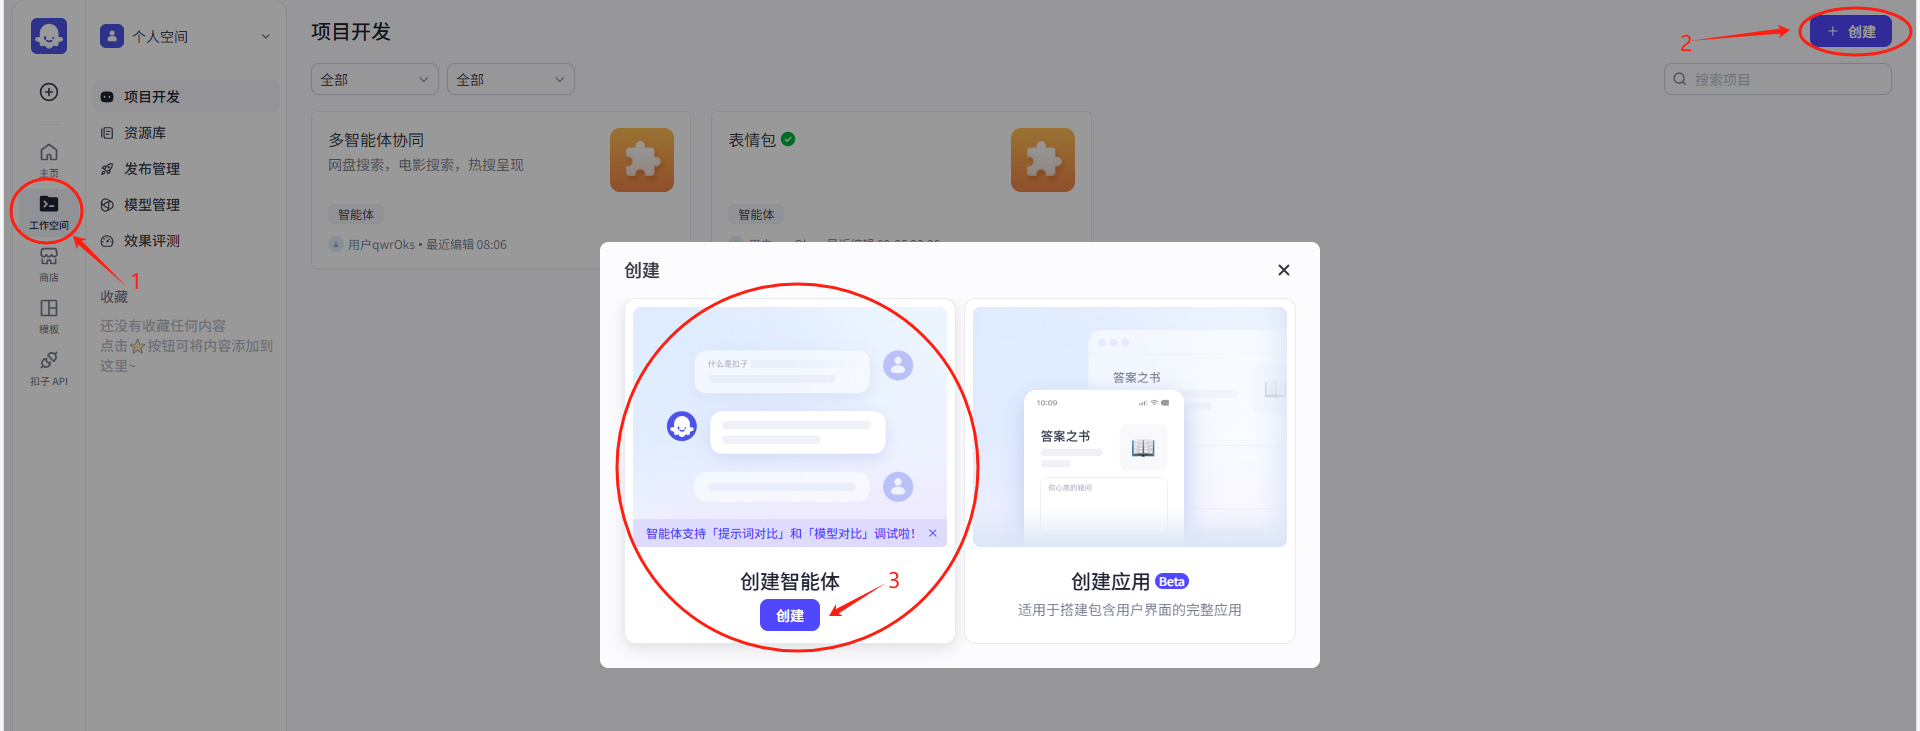 个人空间
项目开发
资源库
发布管理
模型管理
效果评测
收藏
还没有收藏任何内容
点击⭐按钮可将内容添加到
这里~
主页
工作空间
商店
模板
扣子 API
1
项目开发
2
+ 创建
全部
全部
搜索项目
多智能体协同
网盘搜索，电影搜索，热搜呈现
智能体
用户qwrOks • 最近编辑 08:06
表情包
智能体
创建
什么是扣子
智能体支持「提示词对比」和「模型对比」调试啦！
创建智能体
3
创建
答案之书
10:09
答案之书
你心底的疑问
创建应用 Beta
适用于搭建包含用户界面的完整应用